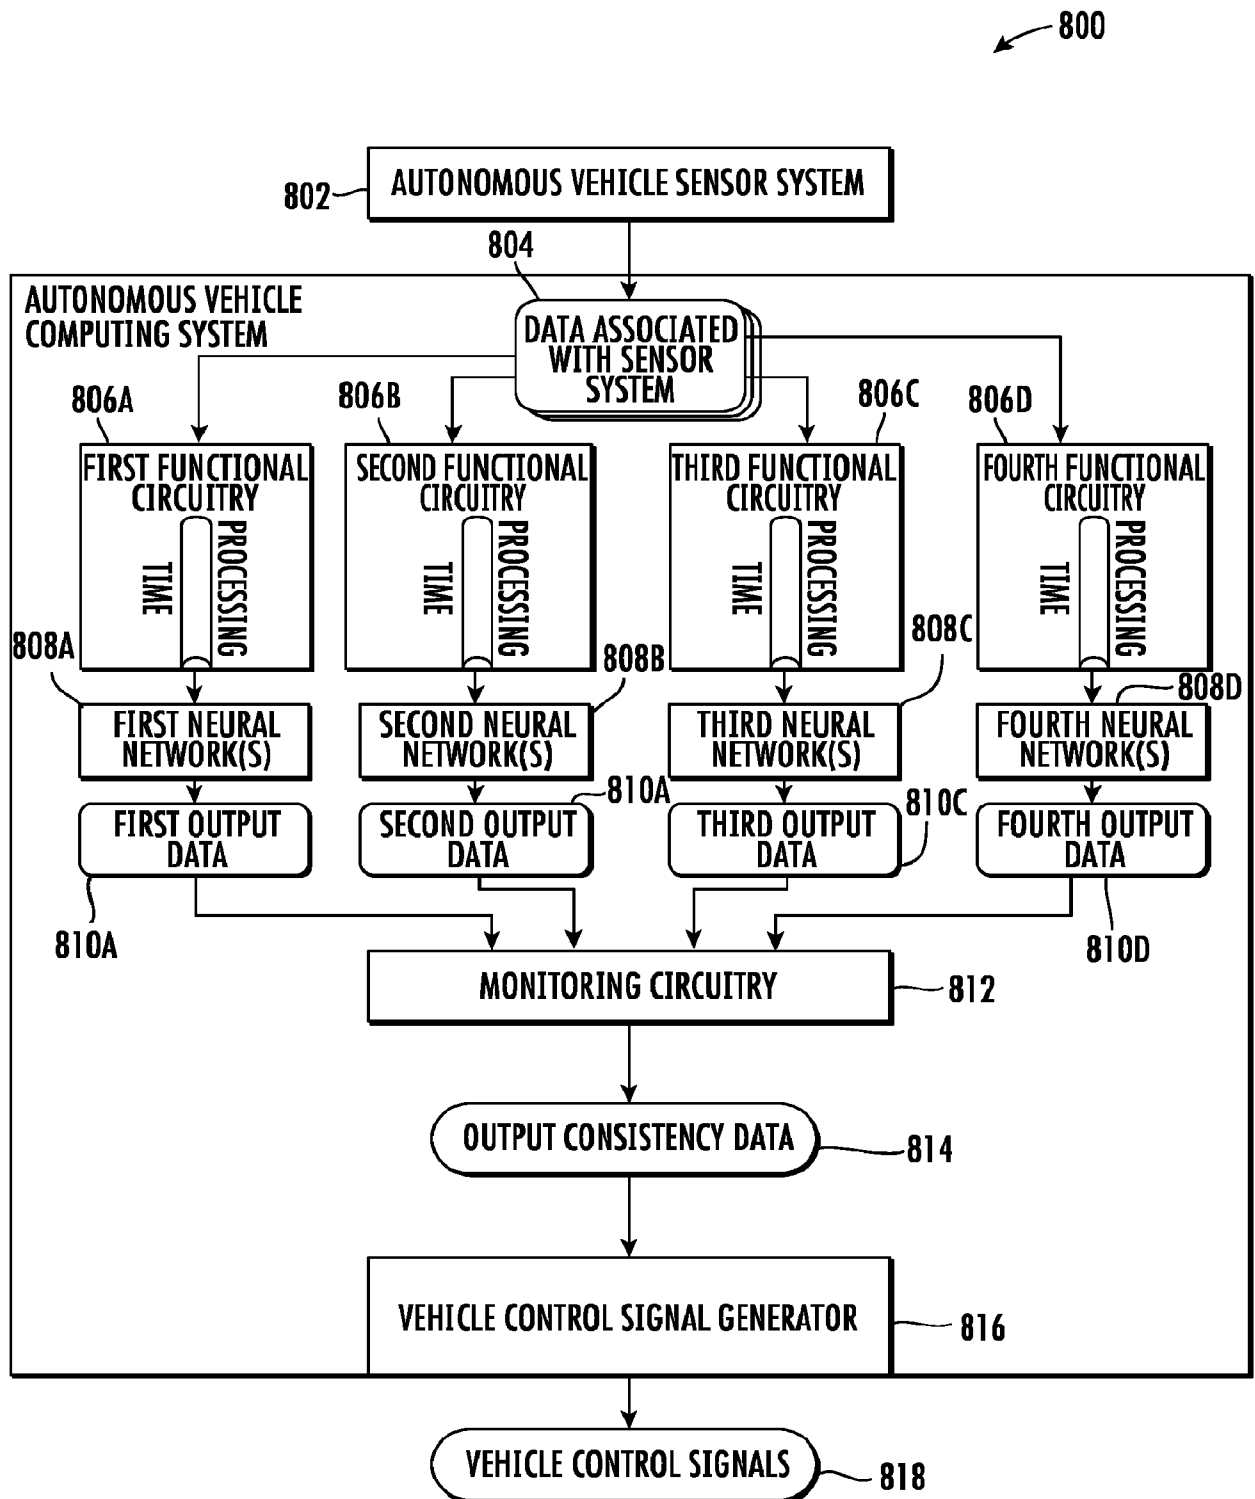 800
AUTONOMOUS VEHICLE SENSOR SYSTEM
802
804
AUTONOMOUS VEHICLE
COMPUTING SYSTEM
DATA ASSOCIATED
WITH SENSOR
SYSTEM
806A
806B
806C
806D
FIRST FUNCTIONAL
CIRCUITRY
PROCESSING
TIME
SECOND FUNCTIONAL
CIRCUITRY
PROCESSING
TIME
THIRD FUNCTIONAL
CIRCUITRY
PROCESSING
TIME
FOURTH FUNCTIONAL
CIRCUITRY
PROCESSING
TIME
808A
808B
808C
808D
FIRST NEURAL
NETWORK(S)
SECOND NEURAL
NETWORK(S)
THIRD NEURAL
NETWORK(S)
FOURTH NEURAL
NETWORK(S)
810A
810C
FIRST OUTPUT
DATA
SECOND OUTPUT
DATA
THIRD OUTPUT
DATA
FOURTH OUTPUT
DATA
810A
810D
MONITORING CIRCUITRY
812
OUTPUT CONSISTENCY DATA
814
VEHICLE CONTROL SIGNAL GENERATOR
816
VEHICLE CONTROL SIGNALS
818